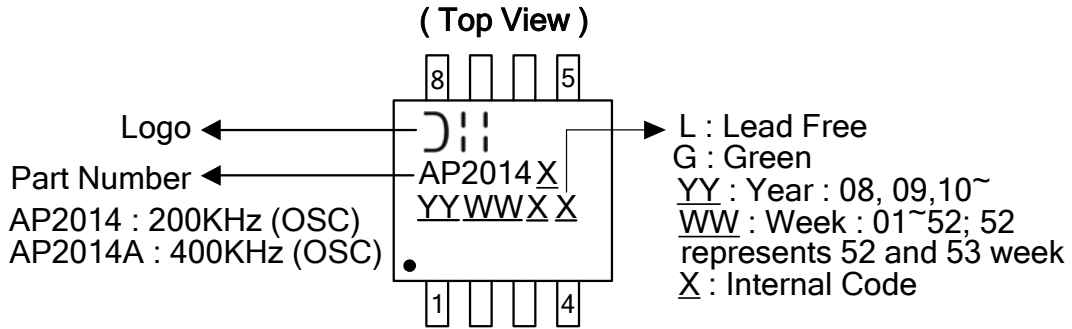 ( Top View )
8 5
Logo
AP2014 X
YYWWX X
Part Number
AP2014 : 200KHz (OSC)
AP2014A : 400KHz (OSC)
L : Lead Free
G : Green
YY : Year : 08, 09,10~
WW : Week : 01~52; 52
represents 52 and 53 week
X : Internal Code
1 4